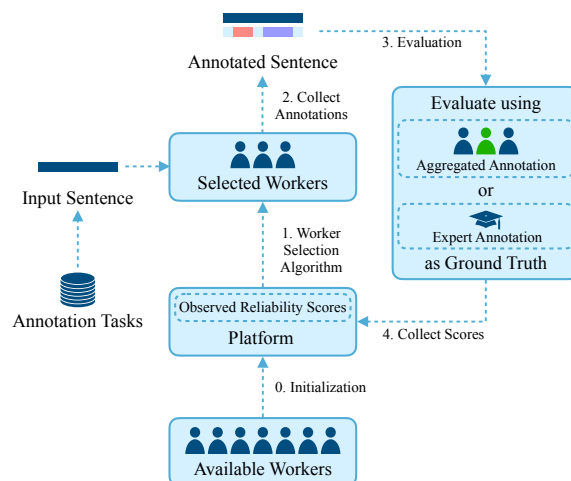 3. Evaluation
Annotated Sentence
2. Collect
Annotations
Evaluate using
Aggregated Annotation
or
Expert Annotation
as Ground Truth
Selected Workers
Input Sentence
1. Worker
Selection
Algorithm
Annotation Tasks
Observed Reliability Scores
Platform
4. Collect Scores
0. Initialization
Available Workers